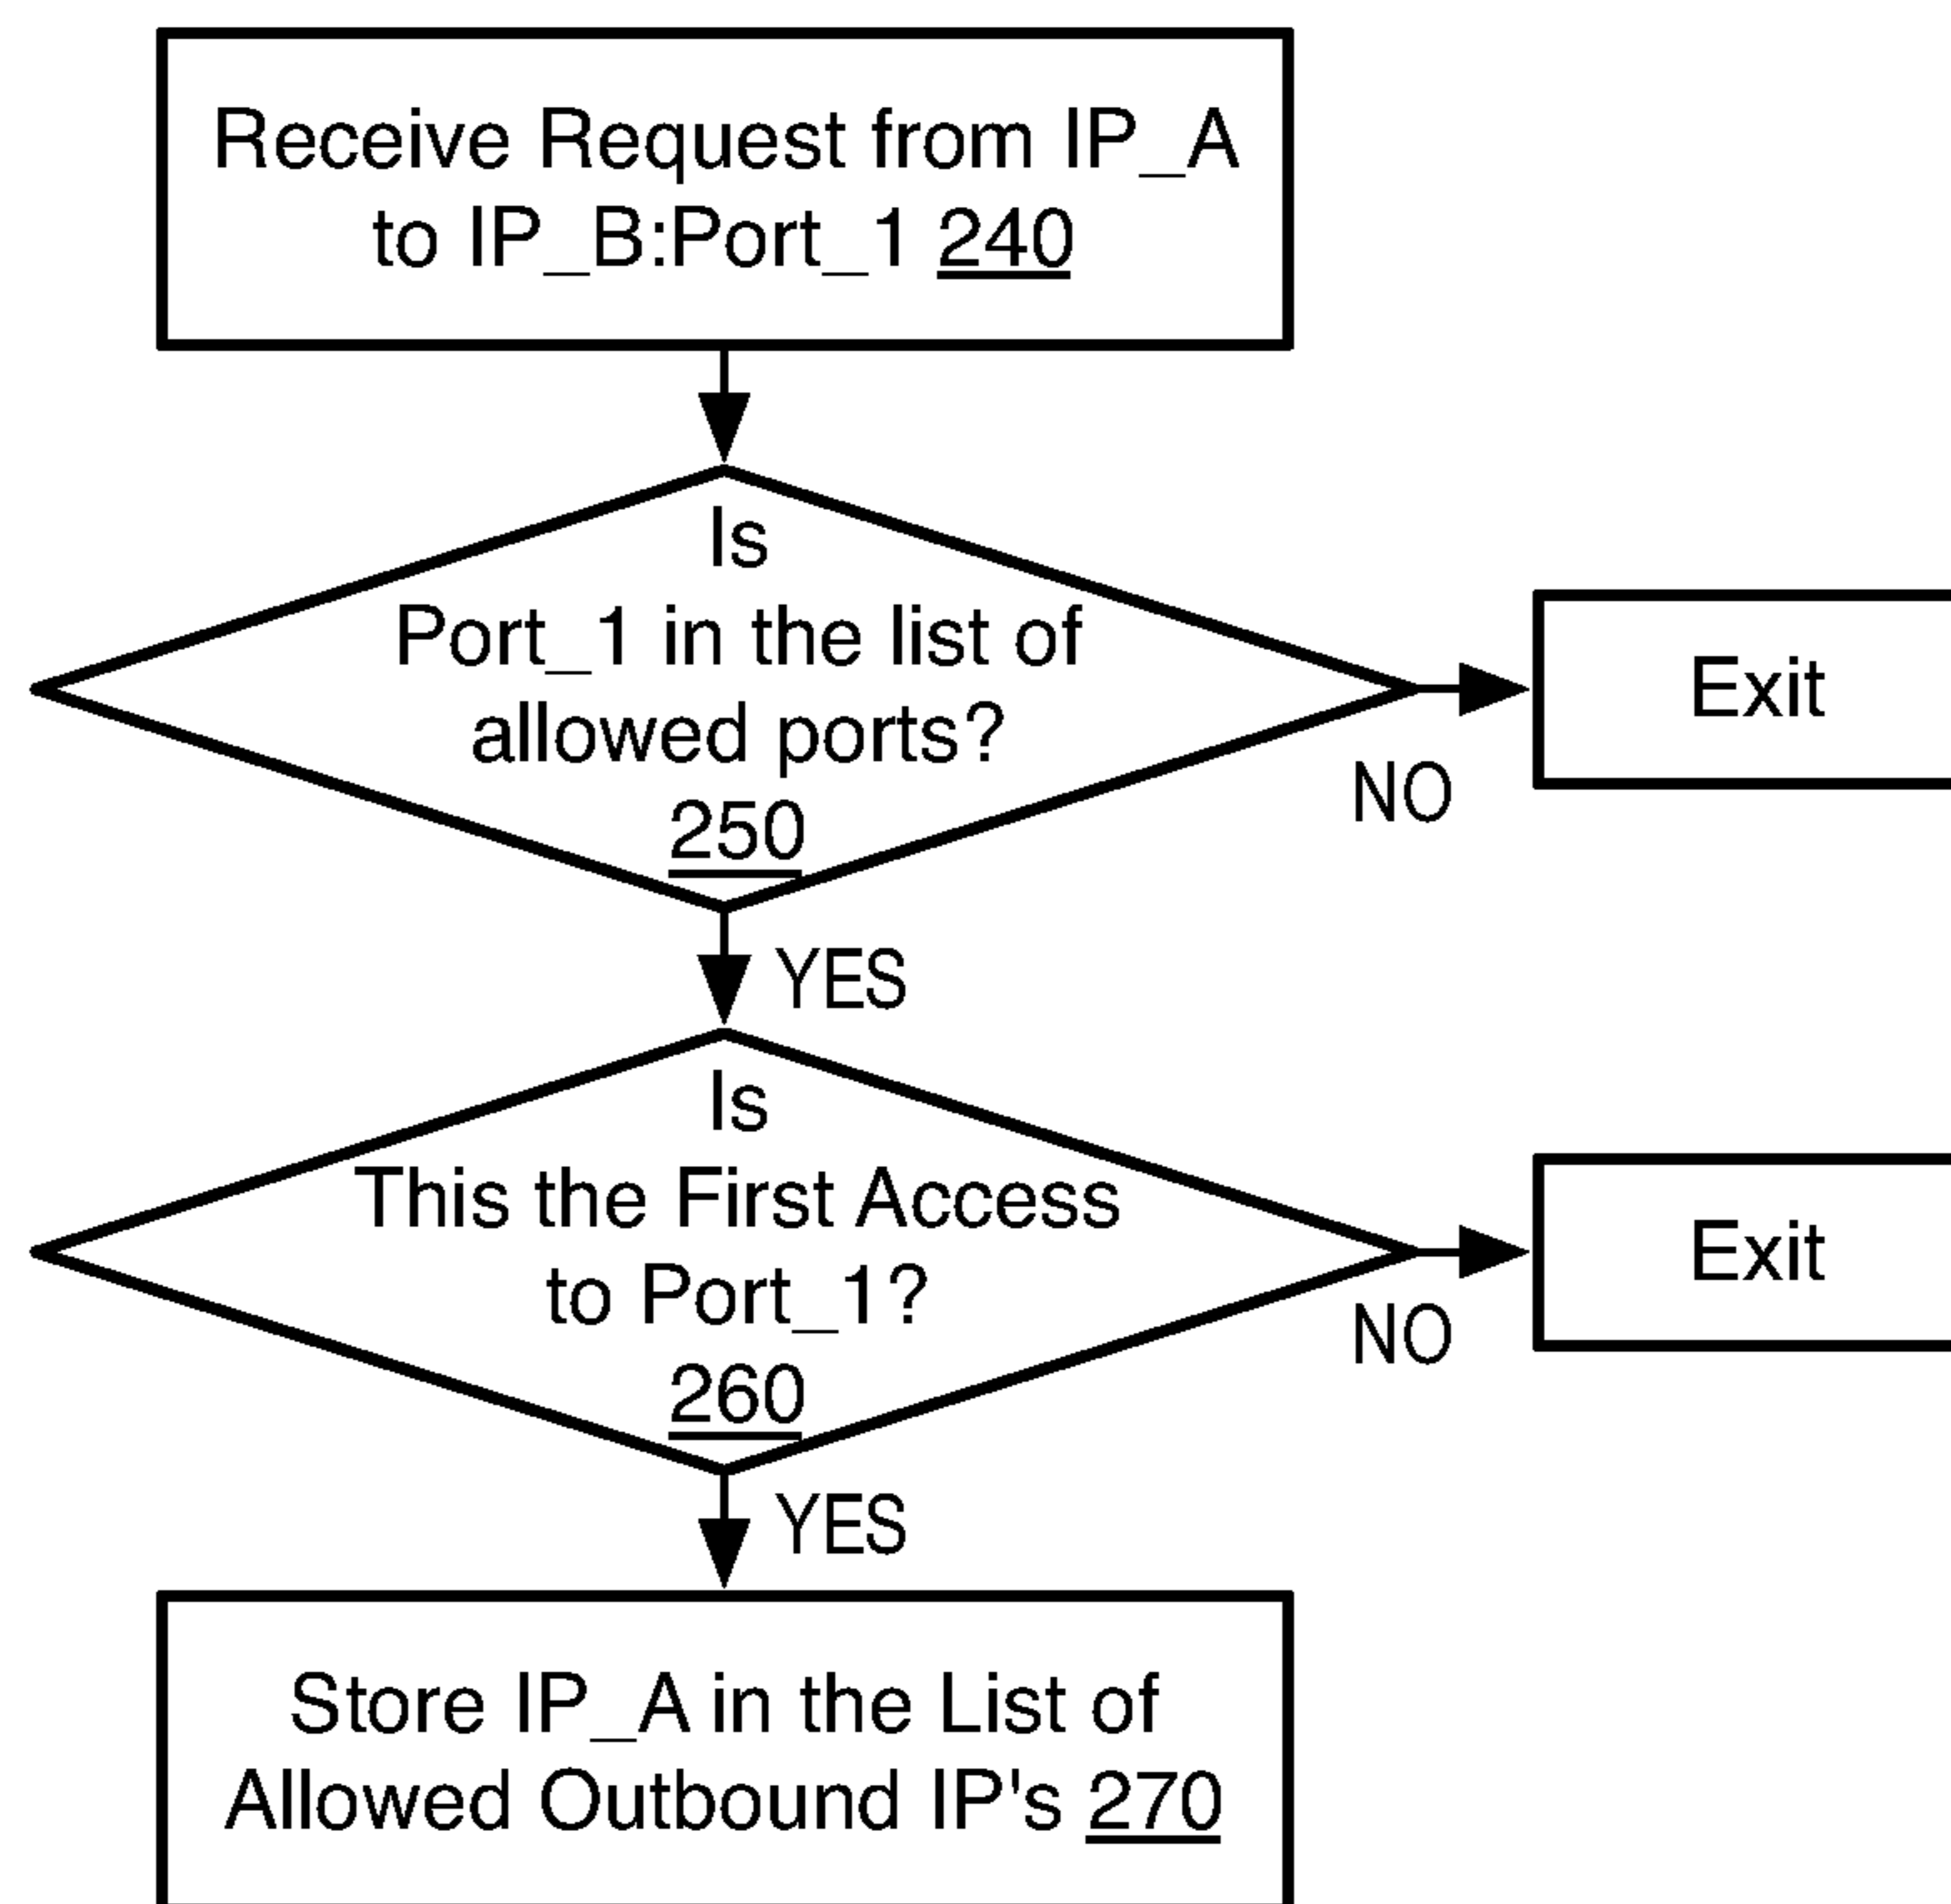 Receive Request from IP_A
to IP_B:Port_1 240
Is
Port_1 in the list of
allowed ports?
250
Exit
NO
YES
Is
This the First Access
to Port_1?
260
Exit
NO
YES
Store IP_A in the List of
Allowed Outbound IP's 270